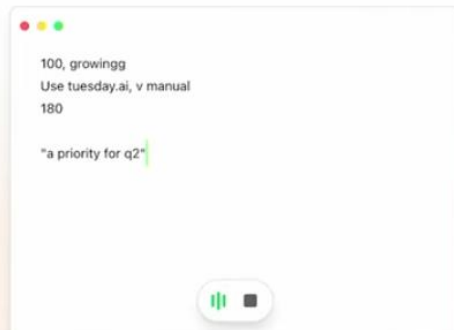 100, growingg
Use tuesday.ai, v manual
180
"a priority for q2"